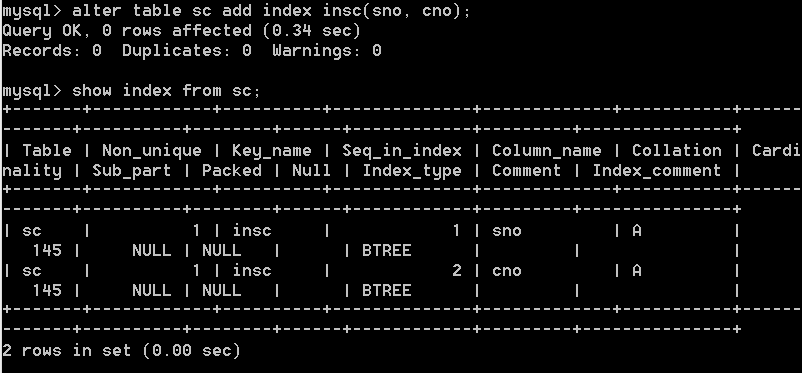 mysql> alter table sc add index insc(sno, cno);
Query OK, 0 rows affected (0.34 sec)
Records: 0  Duplicates: 0  Warnings: 0

mysql> show index from sc;
+-------+------------+----------+--------------+-------------+-----------+------
-------+----------+--------+------+------------+---------+---------------+
| Table | Non_unique | Key_name | Seq_in_index | Column_name | Collation | Cardi
nality | Sub_part | Packed | Null | Index_type | Comment | Index_comment |
+-------+------------+----------+--------------+-------------+-----------+------
-------+----------+--------+------+------------+---------+---------------+
| sc    |          1 | insc     |            1 | sno         | A         |
   145 |     NULL | NULL   |      | BTREE      |         |               |
| sc    |          1 | insc     |            2 | cno         | A         |
   145 |     NULL | NULL   |      | BTREE      |         |               |
+-------+------------+----------+--------------+-------------+-----------+------
-------+----------+--------+------+------------+---------+---------------+
2 rows in set (0.00 sec)